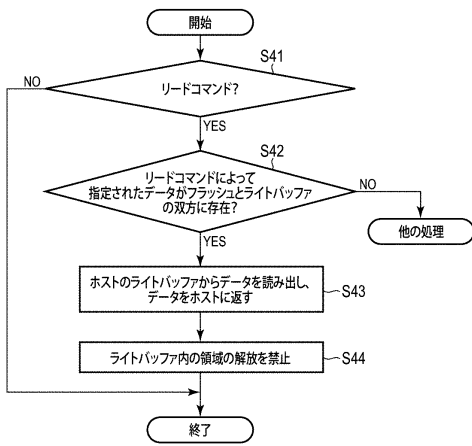 開始
S41
リードコマンド?
NO
YES
S42
リードコマンドによって
指定されたデータがフラッシュとライトバッファ
の双方に存在?
NO
YES
他の処理
ホストのライトバッファからデータを読み出し、
データをホストに返す
S43
ライトバッファ内の領域の解放を禁止
S44
終了